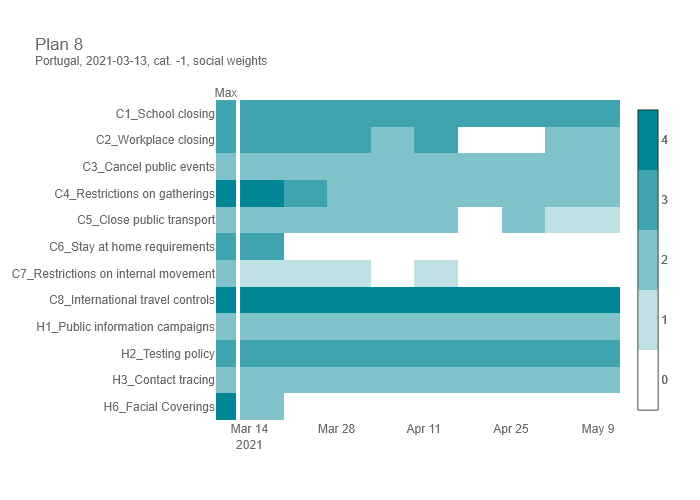 Plan 8
Portugal, 2021-03-13, cat. -1, social weights
Max
C1_School closing
C2_Workplace closing
C3_Cancel public events
C4_Restrictions on gatherings
C5_Close public transport
C6_Stay at home requirements
C7_Restrictions on internal movement
C8_International travel controls
H1_Public information campaigns
H2_Testing policy
H3_Contact tracing
H6_Facial Coverings
Mar 14 Mar 28 Apr 11 Apr 25 May 9
2021
4
3
2
1
0